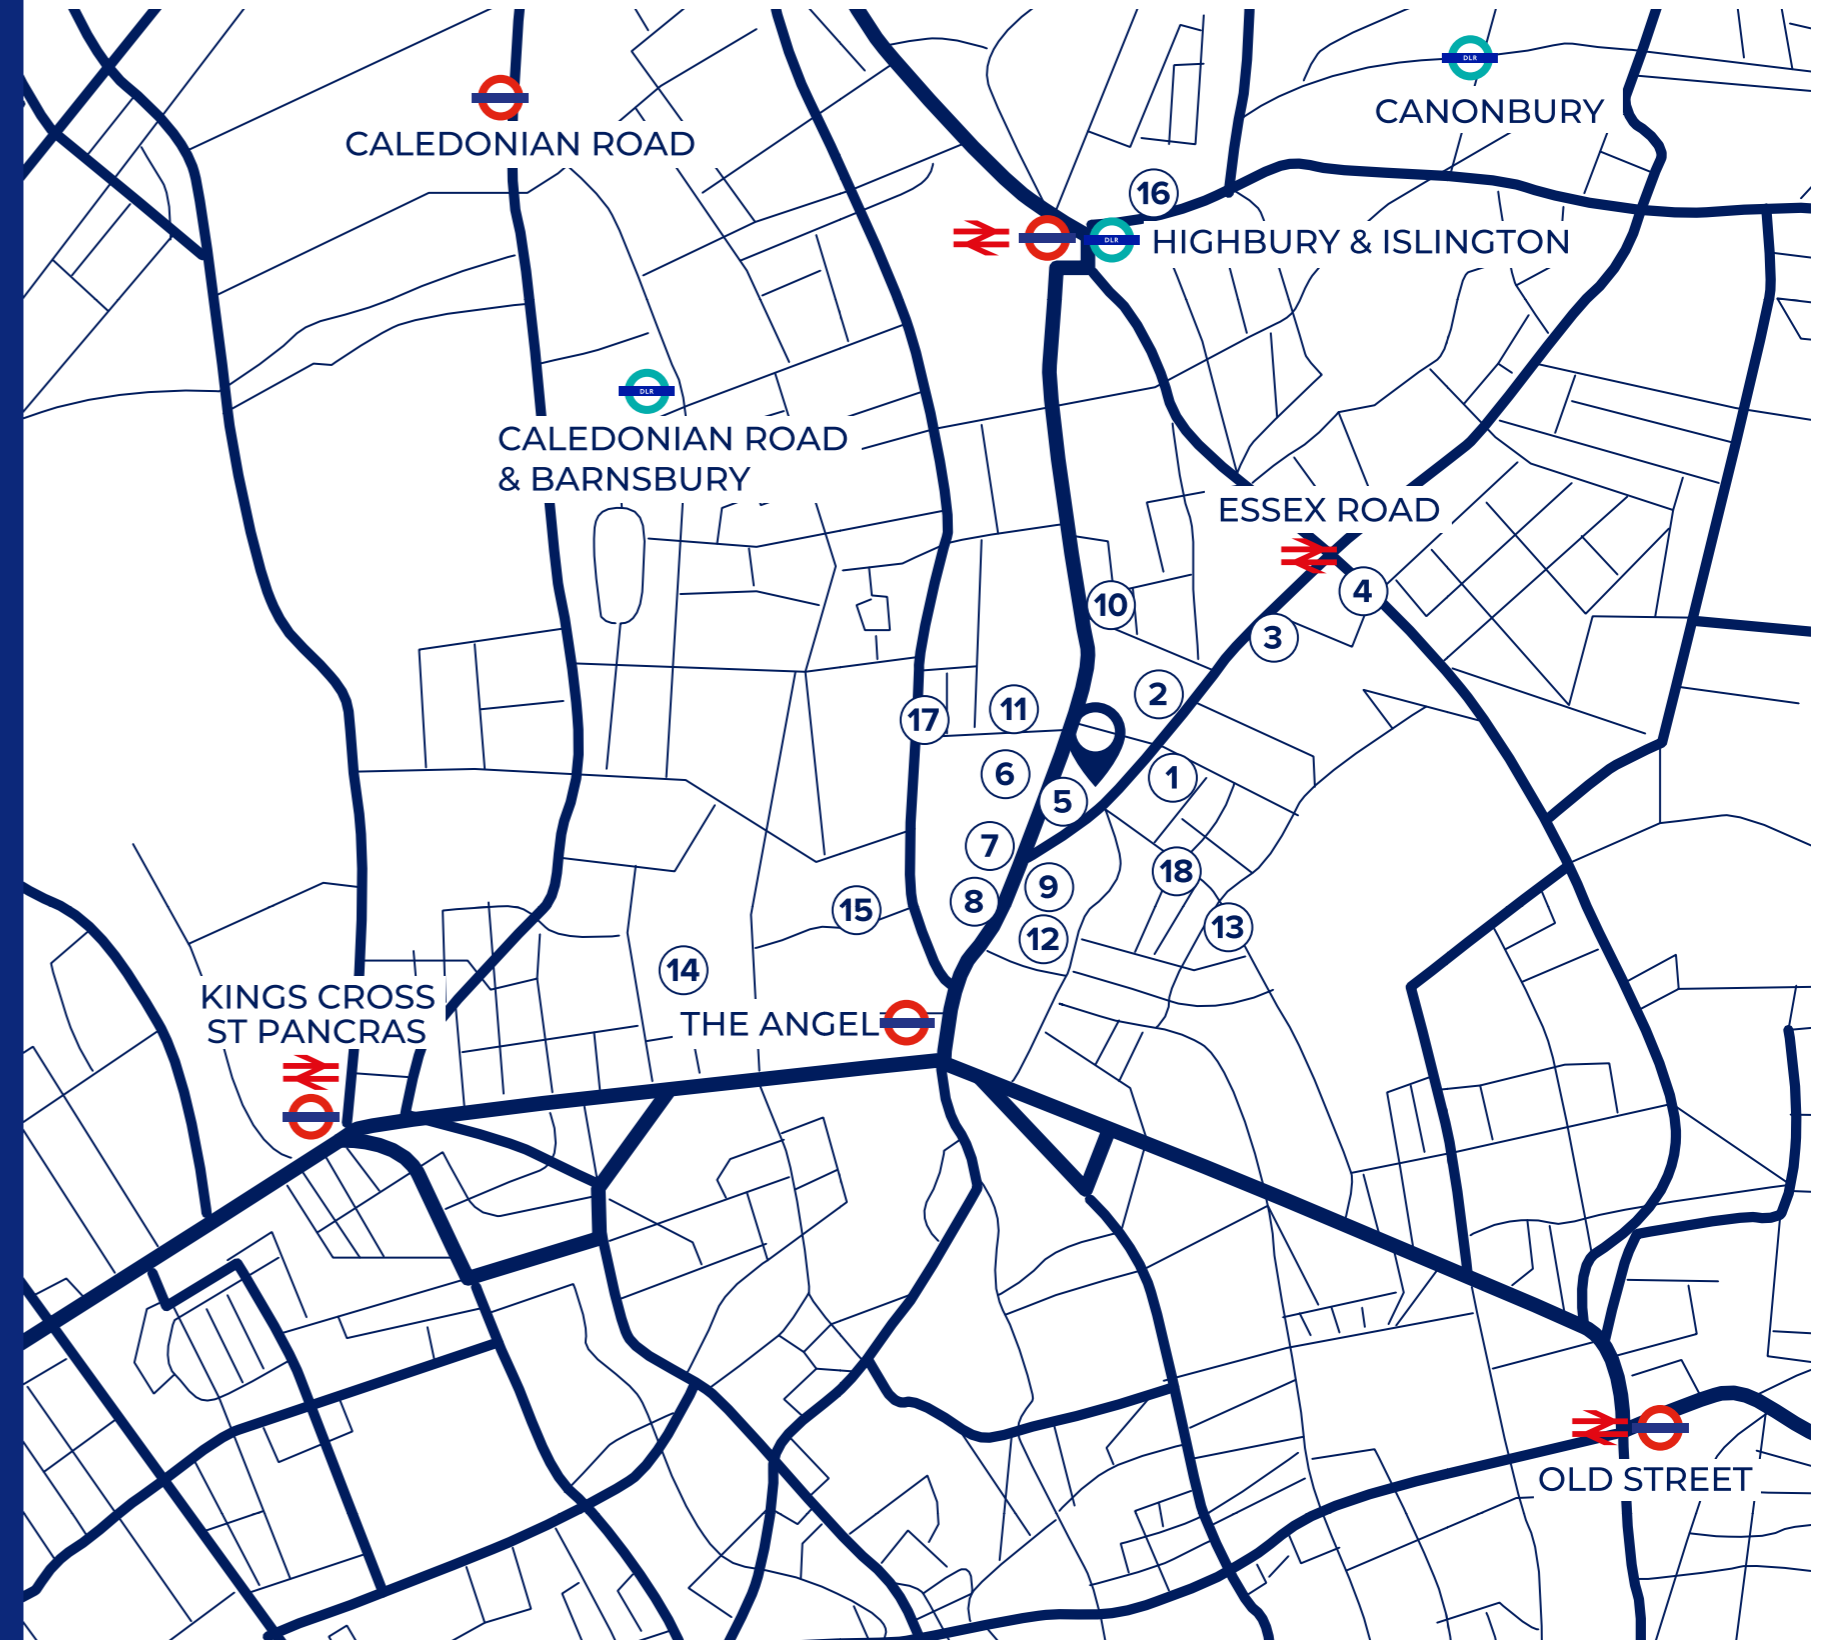 DLR
CANONBURY
CALEDONIAN ROAD
16
DLR
HIGHBURY & ISLINGTON
DLR
CALEDONIAN ROAD
& BARNSBURY
ESSEX ROAD
4
10
3
2
11
17
6
1
5
7
18
9
8
15
13
12
14
KINGS CROSS
ST PANCRAS
THE ANGEL
OLD STREET